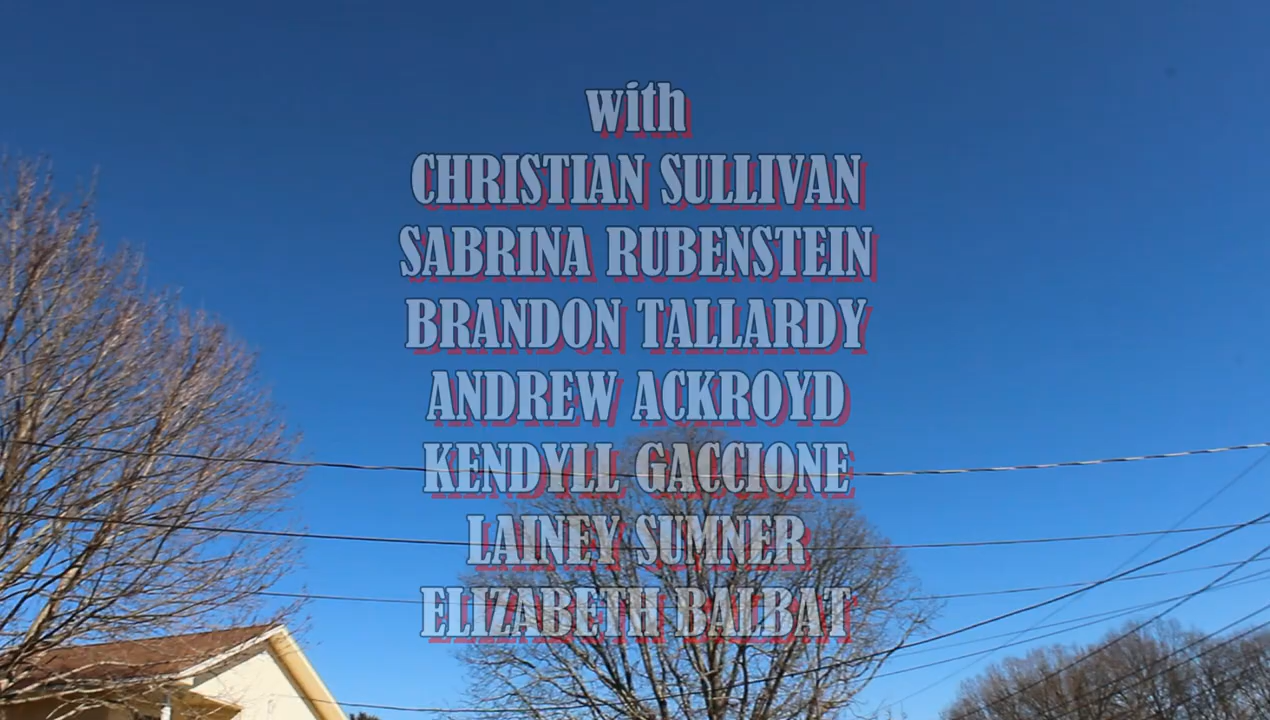 with
CHRISTIAN SULLIVAN
SABRINA RUBENSTEIN
BRANDON TALLARDY
ANDREW ACKROYD
KENDYLL GACCIONE
LAINEY SUMNER
ELIZABETH BALBAT